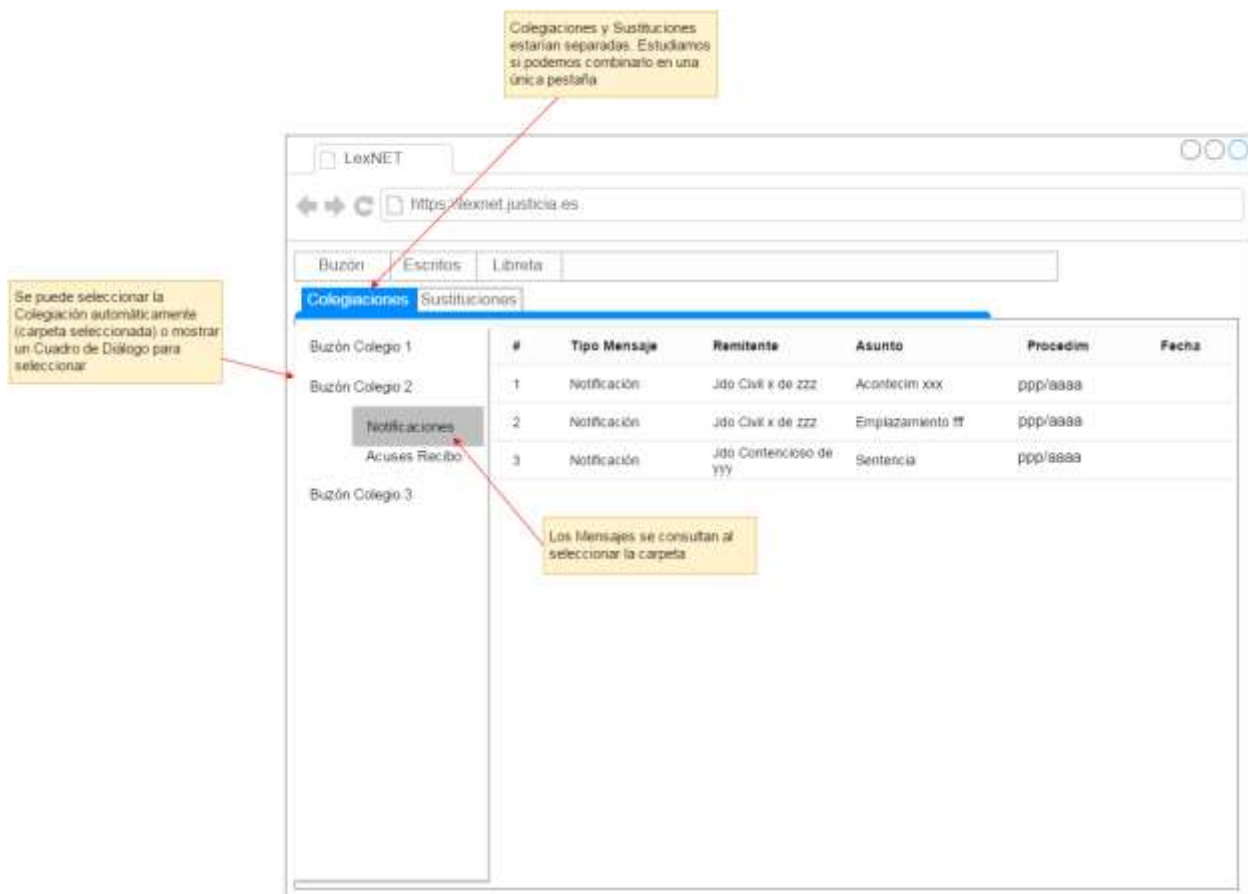 Colegiaciones y Sustituciones
estarían separadas. Estudiamos
si podemos combinarlo en una
única pestaña
LexNET
https://lexnet.justicia.es
Buzón Escritos Libreta
Colegiaciones Sustituciones
Se puede seleccionar la
Colegiación automáticamente
(carpeta seleccionada) o mostrar
un Cuadro de Diálogo para
seleccionar
Buzón Colegio 1
Buzón Colegio 2
Notificaciones
Acuses Recibo
Buzón Colegio 3
# Tipo Mensaje Remitente Asunto Procedim Fecha
1 Notificación Jdo Civil x de zzz Acontecim xxx ppp/aaaa
2 Notificación Jdo Civil x de zzz Emplazamiento fff ppp/aaaa
3 Notificación Jdo Contencioso de
yyy Sentencia ppp/aaaa
Los Mensajes se consultan al
seleccionar la carpeta